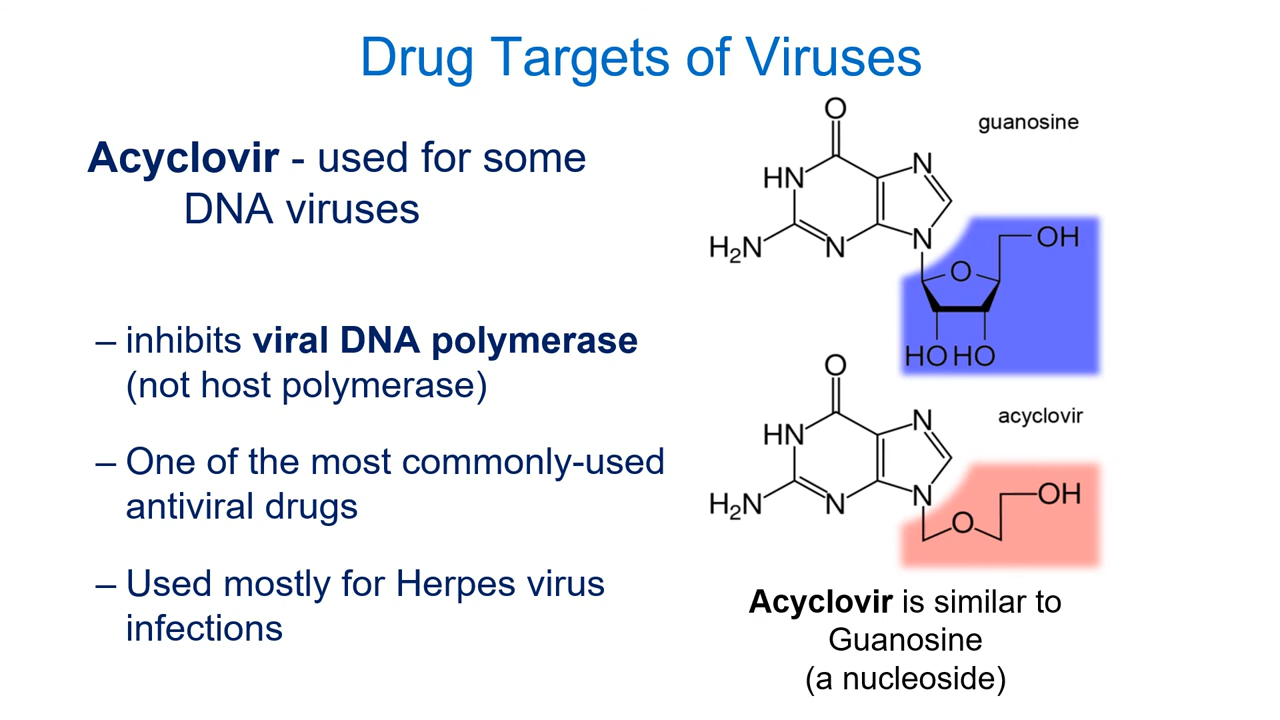 Drug Targets of Viruses
Acyclovir - used for some
DNA viruses
– inhibits viral DNA polymerase
(not host polymerase)
– One of the most commonly-used
antiviral drugs
– Used mostly for Herpes virus
infections
guanosine
O
HN
N
H₂N
N
N
O
OH
HO HO
acyclovir
O
HN
N
H₂N
N
N
O
OH
Acyclovir is similar to
Guanosine
(a nucleoside)